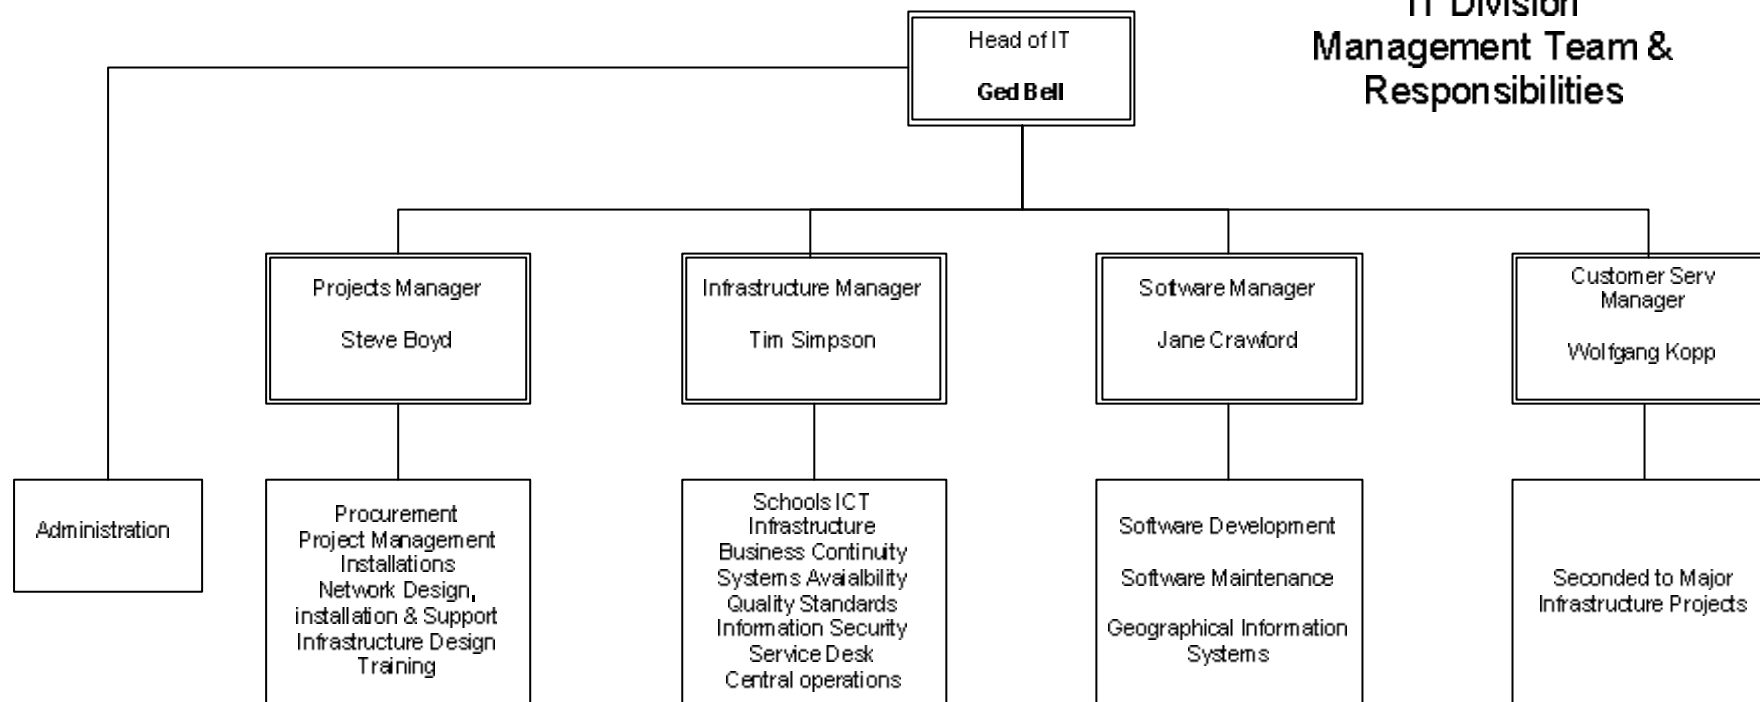 IT Division
Management Team &
Responsibilities
Head of IT
Ged Bell
Projects Manager
Steve Boyd
Infrastructure Manager
Tim Simpson
Software Manager
Jane Crawford
Customer Serv
Manager
Wolfgang Kopp
Administration
Procurement
Project Management
Installations
Network Design,
installation & Support
Infrastructure Design
Training
Schools ICT
Infrastructure
Business Continuity
Systems Avaialbility
Quality Standards
Information Security
Service Desk
Central operations
Software Development
Software Maintenance
Geographical Information
Systems
Seconded to Major
Infrastructure Projects